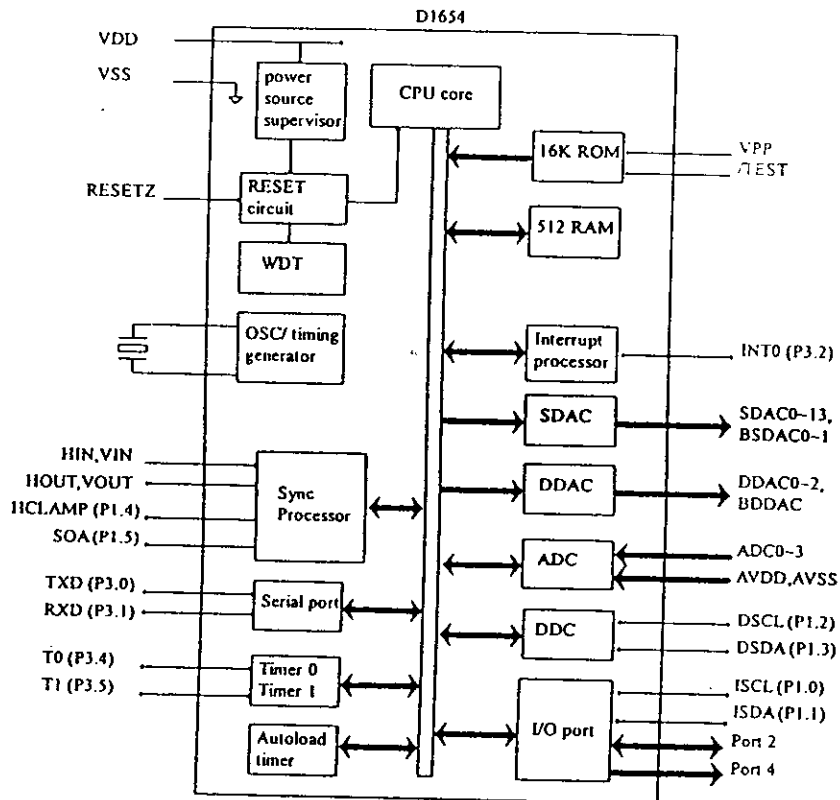 D1654
VDD
VSS
power
source
supervisor
CPU core
16K ROM
VPP
/TEST
RESETZ
RESET
circuit
512 RAM
WDT
OSC/ timing
generator
Interrupt
processor
INT0 (P3.2)
SDAC
SDAC0~13,
BSDAC0~1
HIN,VIN
HOUT,VOUT
HCLAMP (P1.4)
SOA (P1.5)
Sync
Processor
DDAC
DDAC0~2,
BDDAC
ADC
ADC0~3
AVDD,AVSS
TXD (P3.0)
RXD (P3.1)
Serial port
DDC
DSCL (P1.2)
DSDA (P1.3)
T0 (P3.4)
T1 (P3.5)
Timer 0
Timer 1
I/O port
ISCL (P1.0)
ISDA (P1.1)
Port 2
Port 4
Autoload
timer